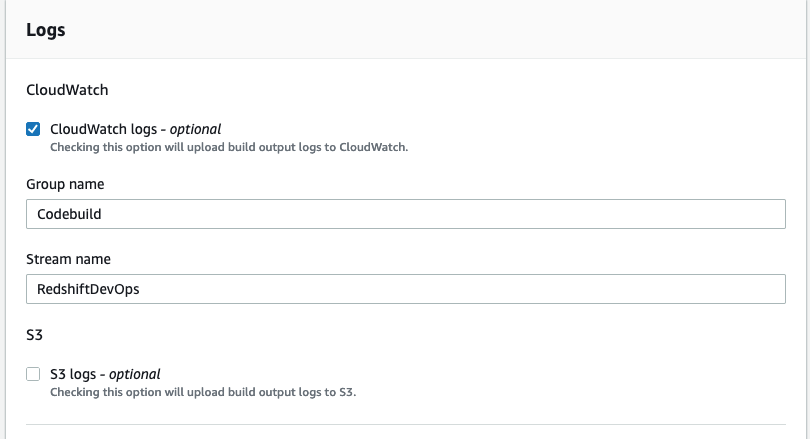 Logs
CloudWatch
CloudWatch logs - optional
Checking this option will upload build output logs to CloudWatch.
Group name
Codebuild
Stream name
RedshiftDevOps
S3
S3 logs - optional
Checking this option will upload build output logs to S3.